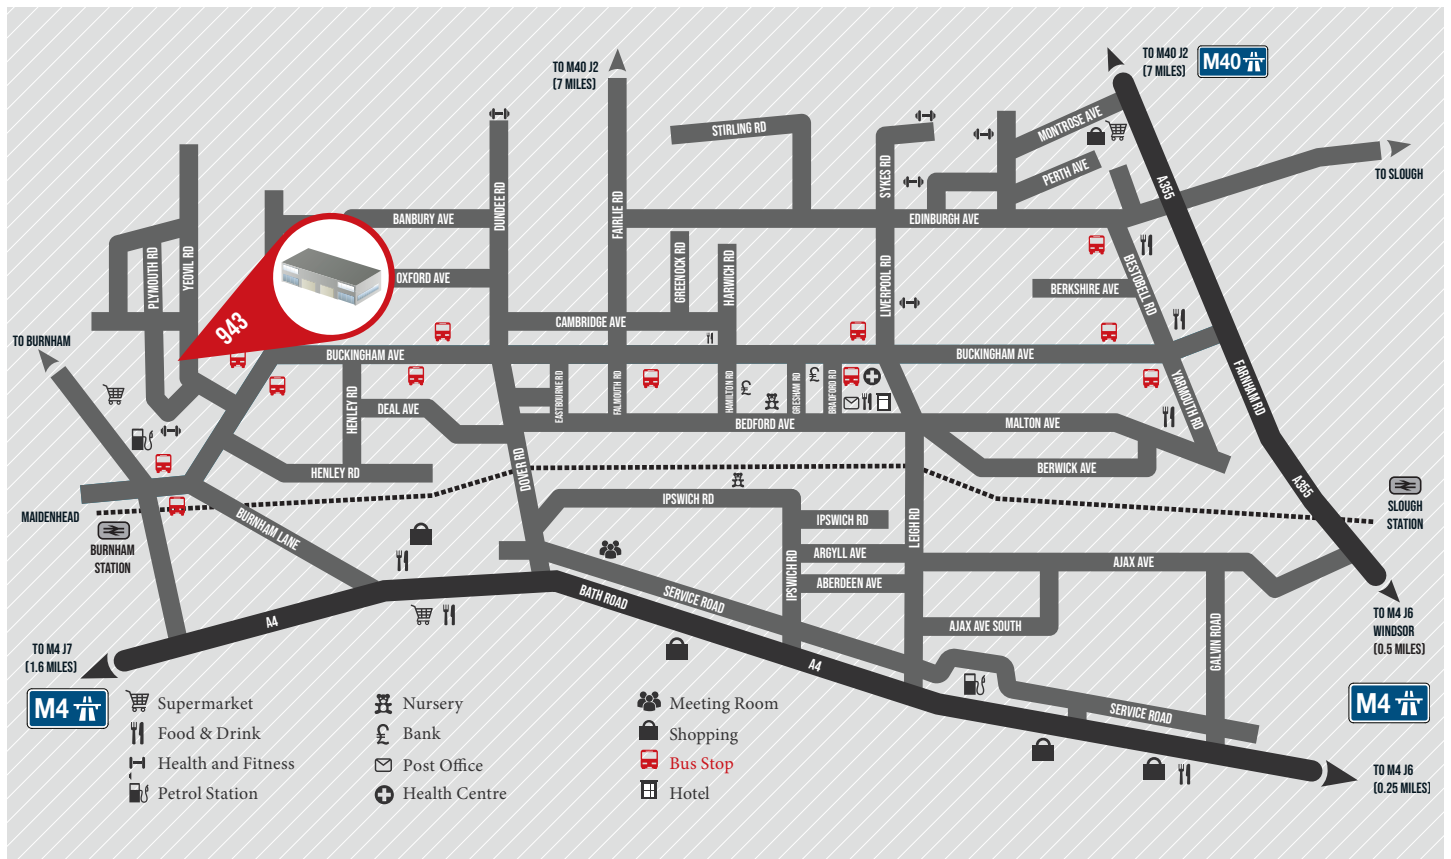 TO M40 J2
(7 MILES)
TO M40 J2
(7 MILES)
M40
STIRLING RD
MONTROSE AVE
PERTH AVE
SYKES RD
A355
TO SLOUGH
DUNDEE RD
FAIRLIE RD
BANBURY AVE
EDINBURGH AVE
PLYMOUTH RD
YEOVIL RD
OXFORD AVE
GREENOCK RD
HARWICH RD
LIVERPOOL RD
BERKSHIRE AVE
BESTOBELL RD
943
CAMBRIDGE AVE
TO BURNHAM
BUCKINGHAM AVE
BUCKINGHAM AVE
HENLEY RD
DEAL AVE
EASTBOURNE RD
FALMOUTH RD
HAMILTON RD
GRESHAM RD
BRADFORD RD
YARMOUTH RD
FARNHAM RD
BEDFORD AVE
MALTON AVE
HENLEY RD
DOVER RD
BERWICK AVE
A355
MAIDENHEAD
BURNHAM
STATION
BURNHAM LANE
IPSWICH RD
IPSWICH RD
LEIGH RD
SLOUGH
STATION
ARGYLL AVE
AJAX AVE
IPSWICH RD
ABERDEEN AVE
BATH ROAD
SERVICE ROAD
A4
AJAX AVE SOUTH
GALVIN ROAD
TO M4 J6
WINDSOR
(0.5 MILES)
TO M4 J7
(1.6 MILES)
A4
M4
M4
SERVICE ROAD
TO M4 J6
(0.25 MILES)
Supermarket
Food & Drink
Health and Fitness
Petrol Station
Nursery
Bank
Post Office
Health Centre
Meeting Room
Shopping
Bus Stop
Hotel